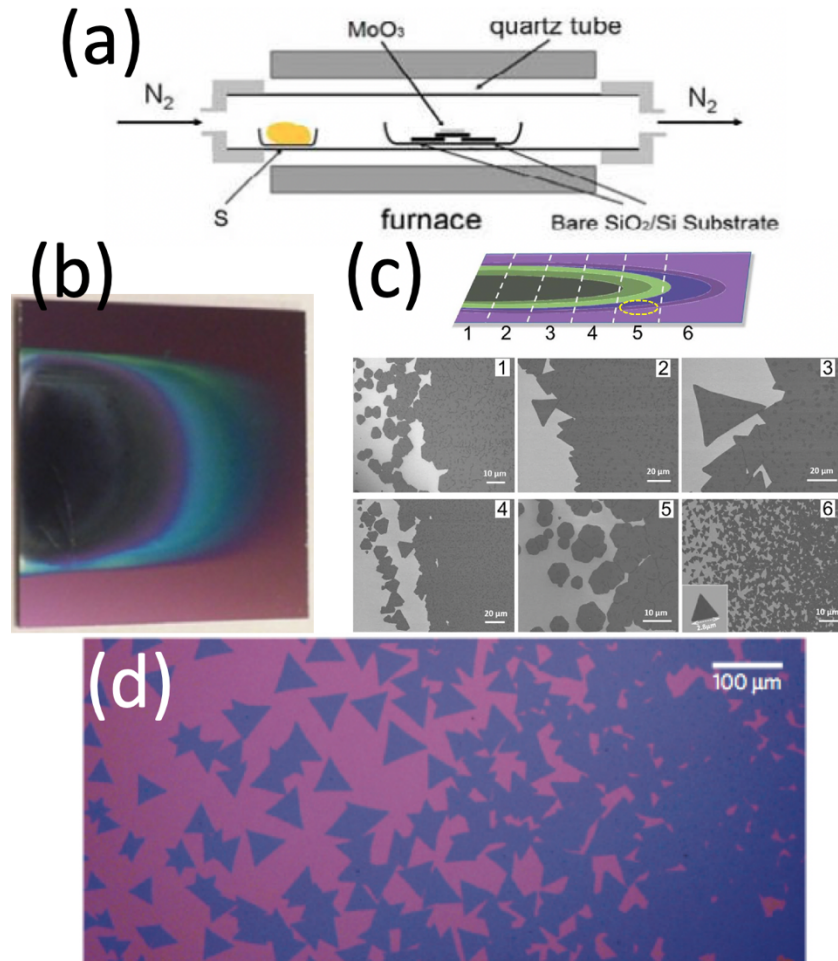 (a)
MoO₃
quartz tube
N₂
N₂
S
furnace
Bare SiO₂/Si Substrate
(b)
(c)
1 2 3 4 5 6
1
10 µm
2
20 µm
3
20 µm
4
20 µm
5
10 µm
6
10 µm
(d)
100 µm